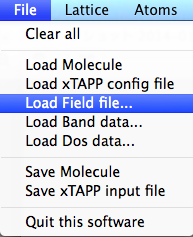 File Lattice Atoms
Clear all
Load Molecule
Load xTAPP config file
Load Field file...
Load Band data...
Load Dos data...
Save Molecule
Save xTAPP input file
Quit this software